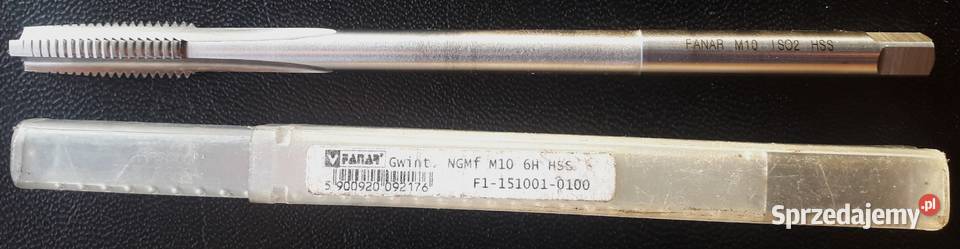 FANAR M10 ISO2 HSS
FANAR Gwint. NGMf M10 6H HSS
5 900920 092176 F1-151001-0100
Sprzedajemy.pl